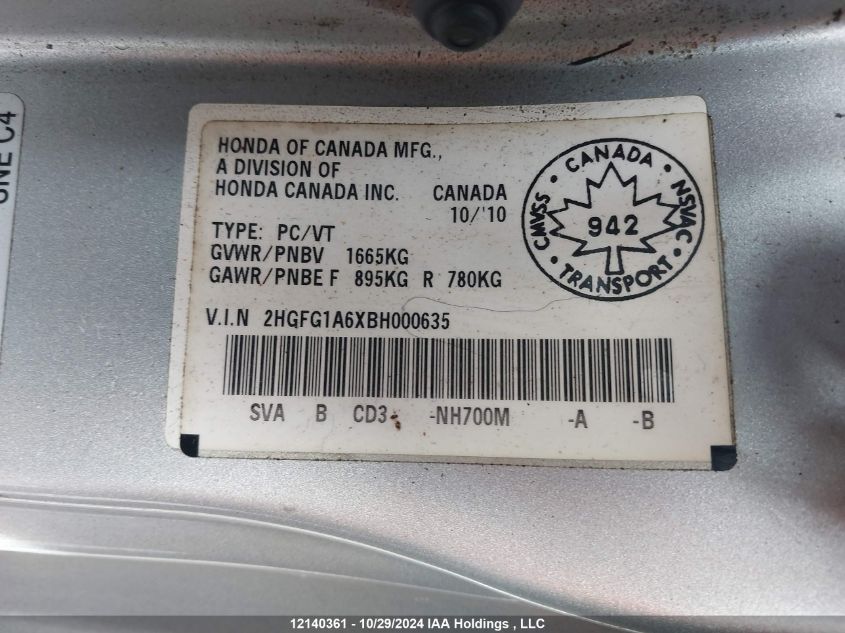 ONE C4
HONDA OF CANADA MFG.,
A DIVISION OF
HONDA CANADA INC. CANADA
10/'10
TYPE: PC/VT
GVWR/PNBV 1665KG
GAWR/PNBE F 895KG R 780KG
V.I.N 2HGFG1A6XBH000635
SVA B CD3 -NH700M -A -B
CMVSS • CANADA • NSVAC • TRANSPORT •
942
12140361 - 10/29/2024 IAA Holdings , LLC